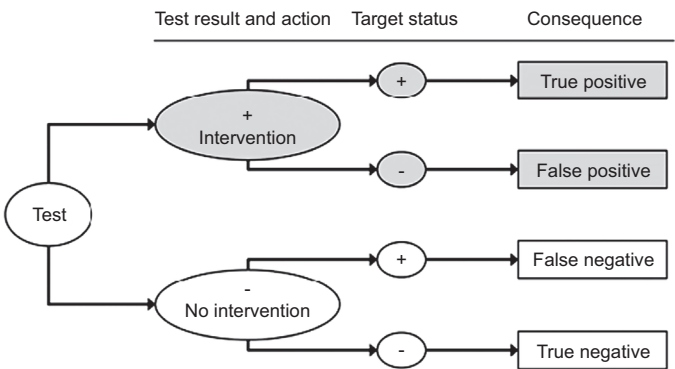 Test result and action Target status Consequence
+ True positive
+
Intervention
- False positive
Test
+ False negative
-
No intervention
- True negative